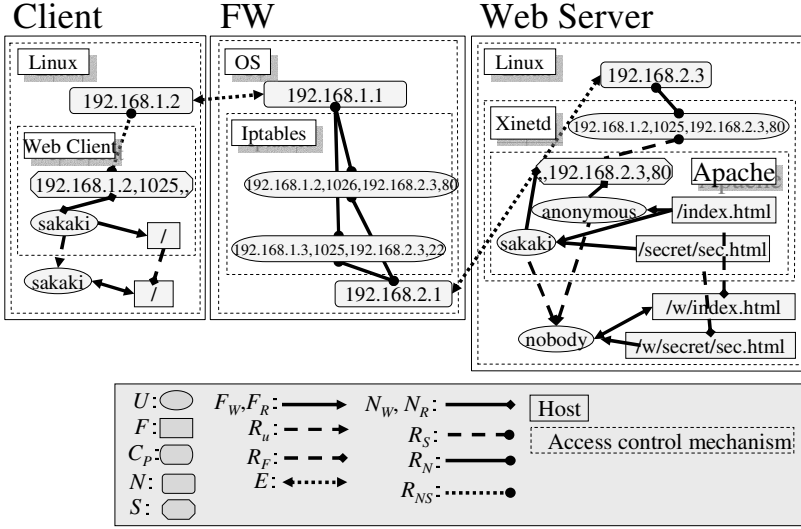 Client
FW
Web Server
Linux
192.168.1.2
Web Client
192.168.1.2,1025,,
sakaki
/
sakaki
/
OS
192.168.1.1
Iptables
192.168.1.2,1026,192.168.2.3,80
192.168.1.3,1025,192.168.2.3,22
192.168.2.1
Linux
192.168.2.3
Xinetd
192.168.1.2,1025,192.168.2.3,80
,,192.168.2.3,80
Apache
anonymous
/index.html
sakaki
/secret/sec.html
/w/index.html
nobody
/w/secret/sec.html
U:
F:
C_P:
N:
S:
F_W,F_R:
R_u:
R_F:
E:
N_W, N_R:
R_S:
R_N:
R_NS:
Host
Access control mechanism